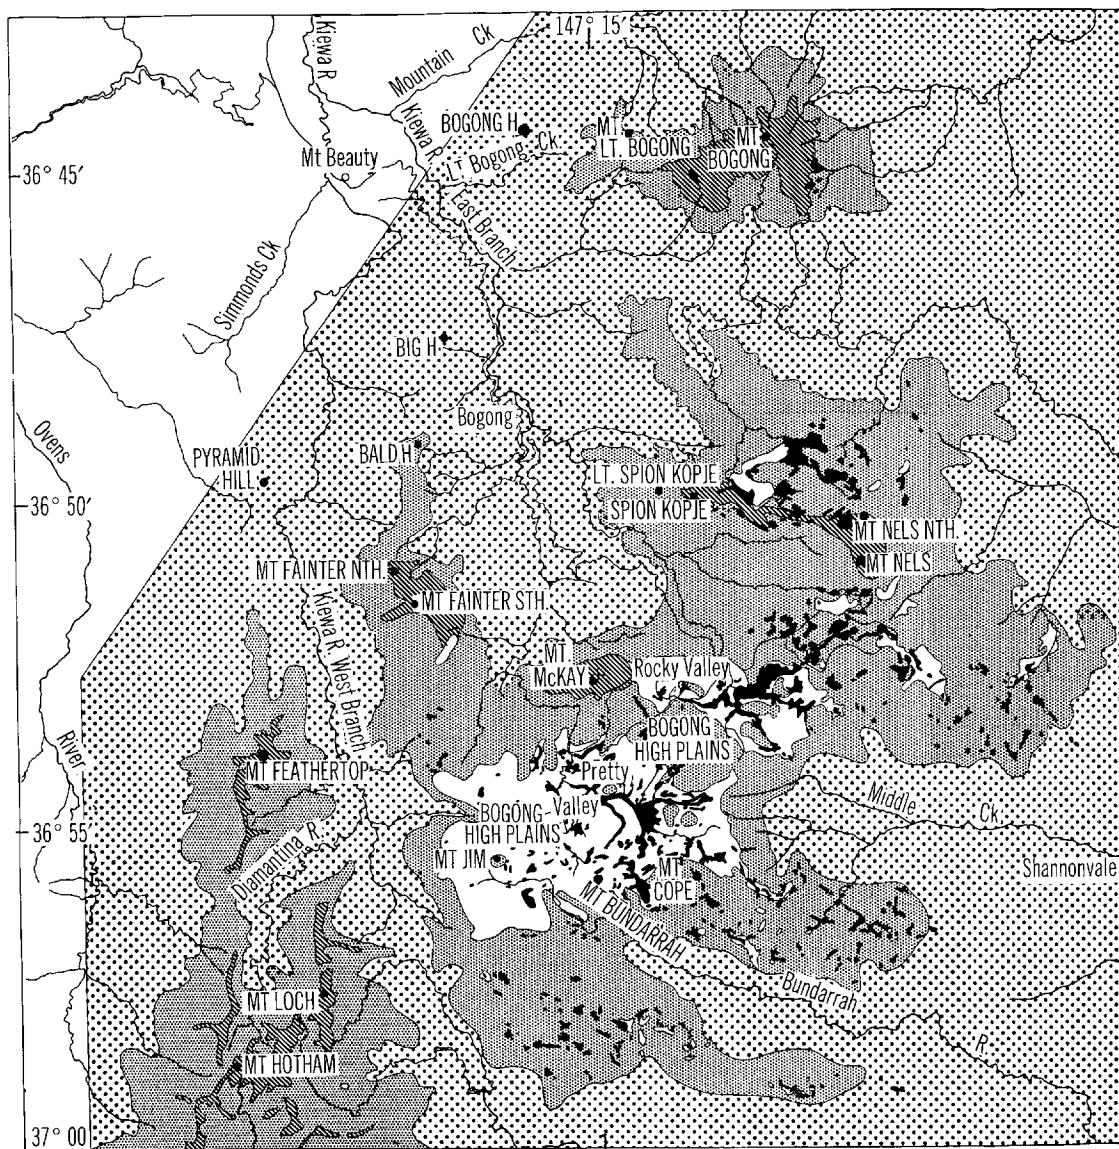 147° 15'
Kiewa R
Mountain Ck
BOGONG H
Kiewa R.
LT. Bogong Ck.
MT
LT. BOGONG
MT
BOGONG
Mt Beauty
36° 45'
East Branch
Simmonds Ck
BIG H
Bogong
Ovens
River
PYRAMID
HILL
BALD H
LT. SPION KOPJE
SPION KOPJE
36° 50'
MT NELS NTH.
MT NELS
MT FAINTER NTH.
MT FAINTER STH.
Kiewa R. West Branch
MT
McKAY
Rocky Valley
BOGONG
HIGH PLAINS
MT FEATHERTOP
Pretty
Valley
BOGONG
HIGH PLAINS
Middle Ck.
36° 55'
Diamantina R.
MT JIM
MT
COPE
Shannonvale
MT BUNDARRAH
Bundarrah R
MT LOCH
MT HOTHAM
37° 00